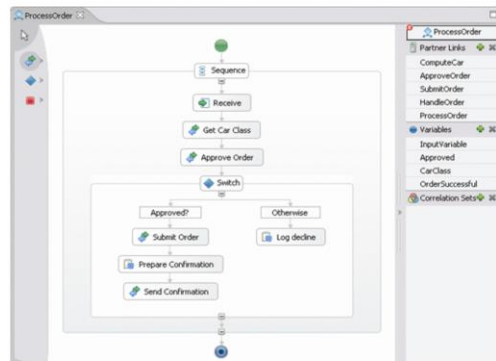 ProcessOrder
ProcessOrder
Partner Links
ComputeCar
ApproveOrder
SubmitOrder
HandleOrder
ProcessOrder
Variables
InputVariable
Approved
CarClass
OrderSuccessful
Correlation Sets
Sequence
Receive
Get Car Class
Approve Order
Switch
Approved?
Otherwise
Submit Order
Log decline
Prepare Confirmation
Send Confirmation